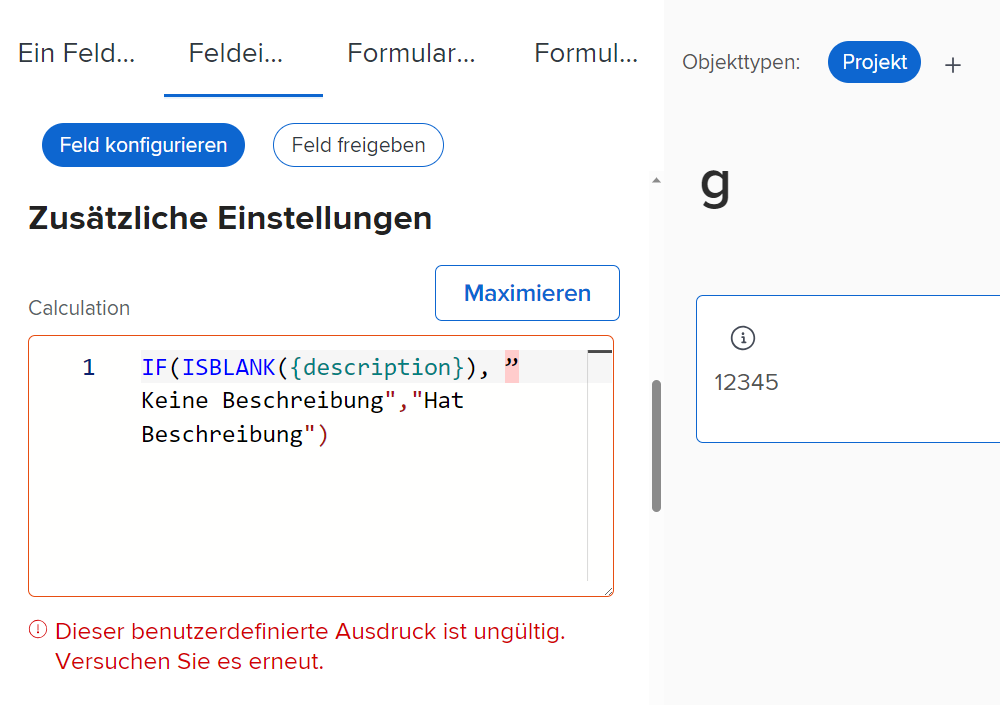 Ein Feld...
Feldei...
Formular...
Formul...
Objekttypen:
Projekt
+
Feld konfigurieren
Feld freigeben
g
Zusätzliche Einstellungen
Maximieren
Calculation
1 IF(ISBLANK({description}), ”
Keine Beschreibung","Hat
Beschreibung")
12345
Dieser benutzerdefinierte Ausdruck ist ungültig.
Versuchen Sie es erneut.